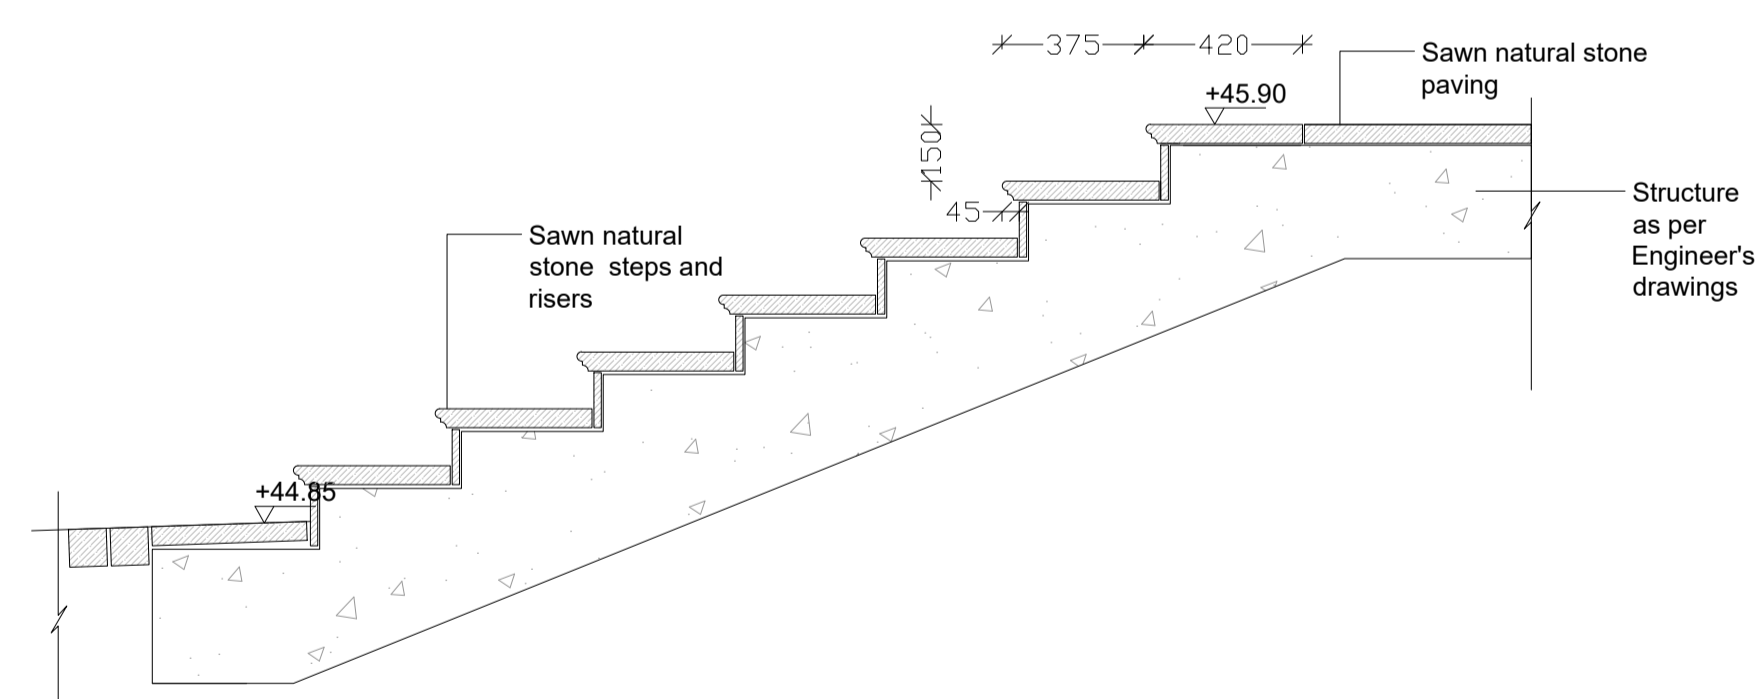 375
420
Sawn natural stone
paving
+45.90
150
45
Structure
as per
Engineer's
drawings
Sawn natural
stone steps and
risers
+44.85